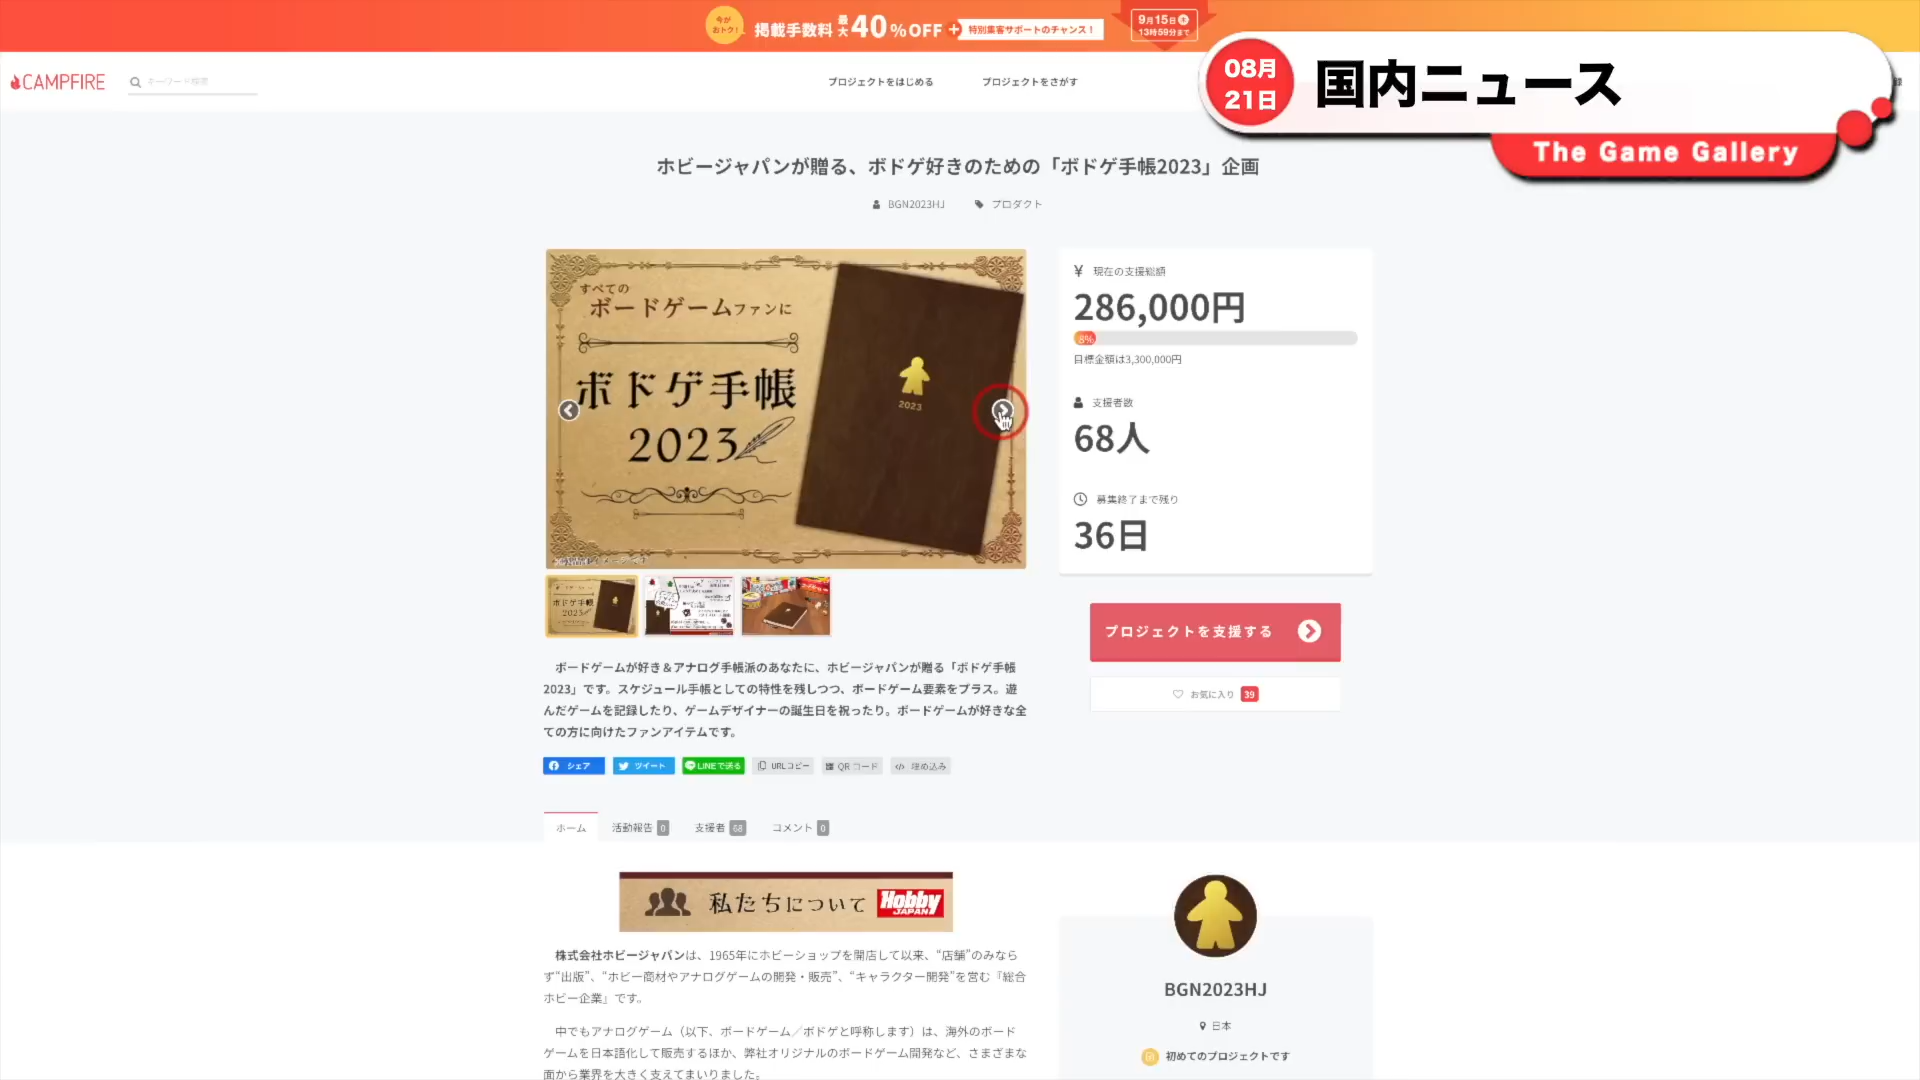 今が
おトク!
掲載手数料 最大40%OFF + 特別集客サポートのチャンス!
9月15日
13時59分まで
CAMPFIRE
キーワード検索
プロジェクトをはじめる
プロジェクトをさがす
08月
21日
国内ニュース
The Game Gallery
ホビージャパンが贈る、ボドゲ好きのための「ボドゲ手帳2023」企画
BGN2023HJ
プロダクト
すべての
ボードゲームファンに
ボドゲ手帳
2023
2023
¥ 現在の支援総額
286,000円
8%
目標金額は3,300,000円
支援者数
68人
募集終了まで残り
36日
プロジェクトを支援する
お気に入り 39
ボードゲームが好き＆アナログ手帳派のあなたに、ホビージャパンが贈る「ボドゲ手帳
2023」です。スケジュール手帳としての特性を残しつつ、ボードゲーム要素をプラス。遊
んだゲームを記録したり、ゲームデザイナーの誕生日を祝ったり。ボードゲームが好きな全
ての方に向けたファンアイテムです。
シェア
ツイート
LINEで送る
URLコピー
QRコード
埋め込み
ホーム
活動報告 0
支援者 68
コメント 0
私たちについて Hobby JAPAN
株式会社ホビージャパンは、1965年にホビーショップを開店して以来、“店舗”のみなら
ず“出版”、“ホビー商材やアナログゲームの開発・販売”、“キャラクター開発”を営む『総合
ホビー企業』です。
中でもアナログゲーム（以下、ボードゲーム／ボドゲと呼称します）は、海外のボード
ゲームを日本語化して販売するほか、弊社オリジナルのボードゲーム開発など、さまざまな
面から業界を大きく支えてまいりました。
BGN2023HJ
日本
初めてのプロジェクトです